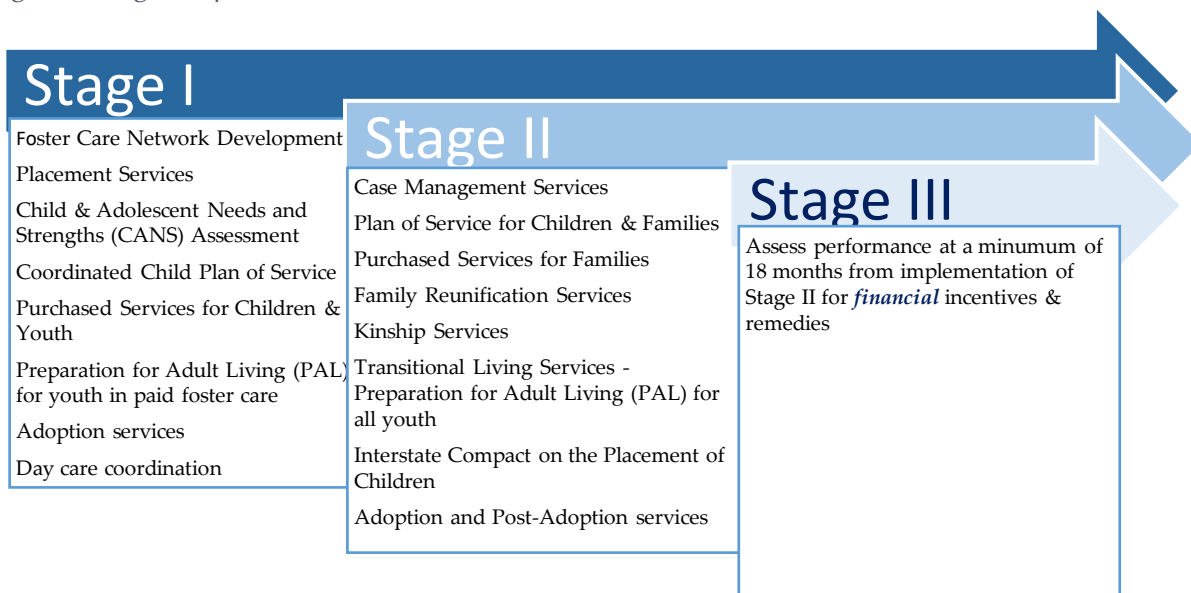 Stage I
Foster Care Network Development
Placement Services
Child & Adolescent Needs and
Strengths (CANS) Assessment
Coordinated Child Plan of Service
Purchased Services for Children &
Youth
Preparation for Adult Living (PAL)
for youth in paid foster care
Adoption services
Day care coordination
Stage II
Case Management Services
Plan of Service for Children & Families
Purchased Services for Families
Family Reunification Services
Kinship Services
Transitional Living Services -
Preparation for Adult Living (PAL) for
all youth
Interstate Compact on the Placement of
Children
Adoption and Post-Adoption services
Stage III
Assess performance at a minumum of
18 months from implementation of
Stage II for financial incentives &
remedies